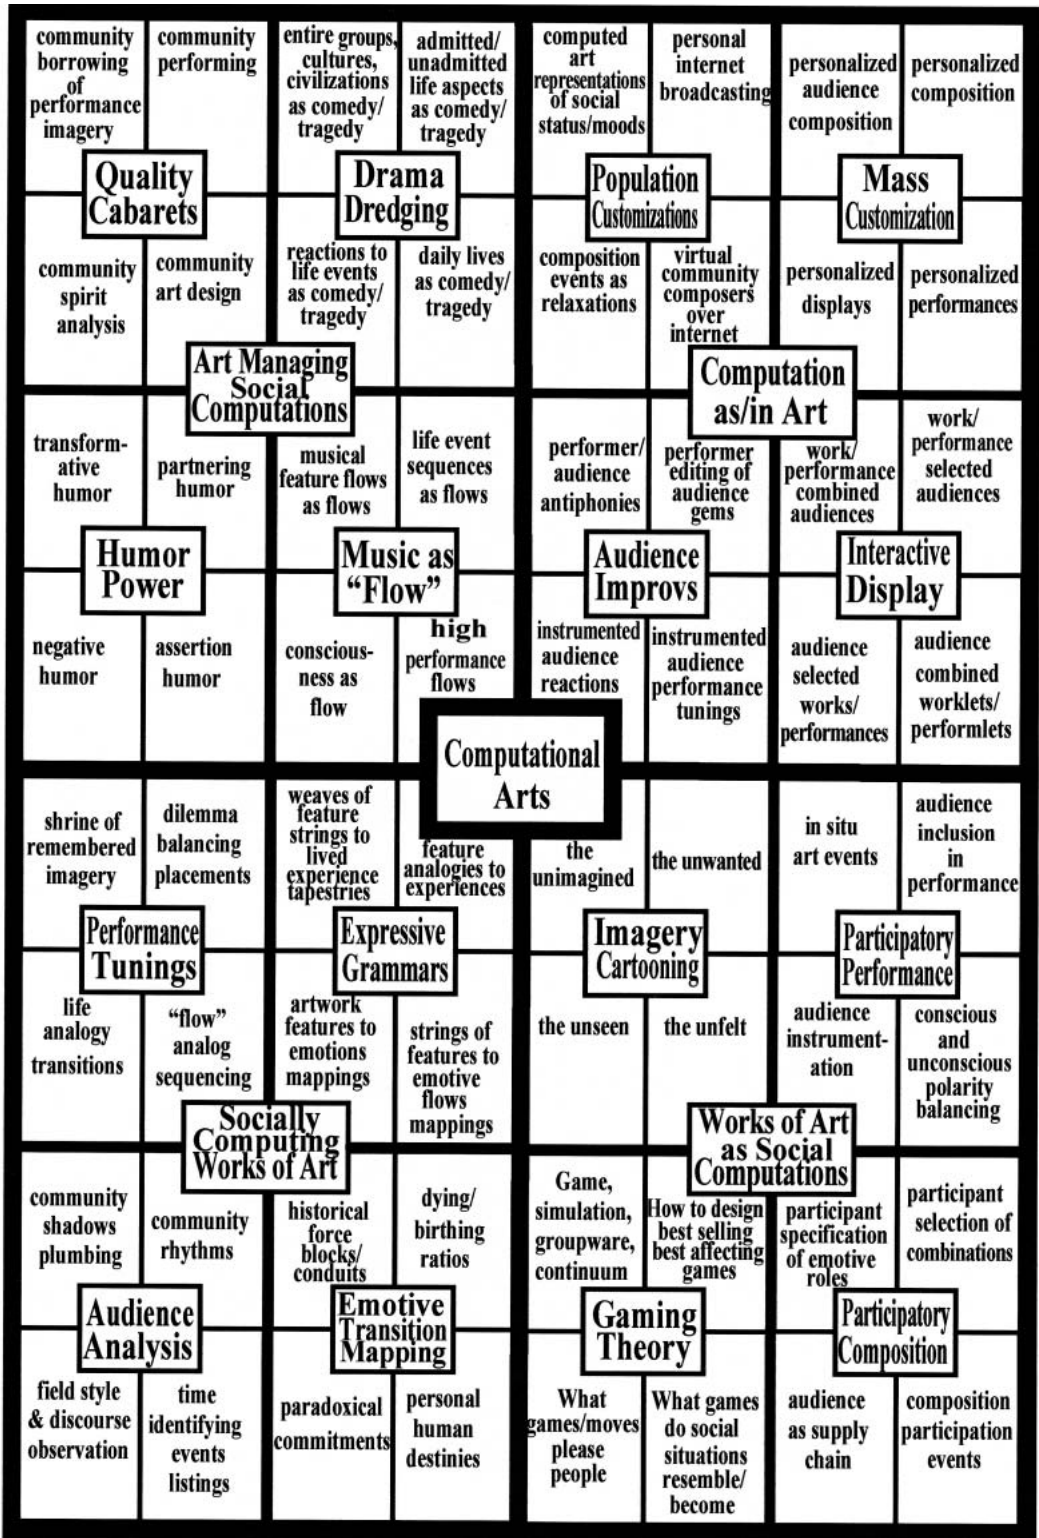 community
borrowing
of
performance
imagery
community
performing
Quality
Cabarets
community
spirit
analysis
community
art design
entire groups,
cultures,
civilizations
as comedy/
tragedy
admitted/
unadmitted
life aspects
as comedy/
tragedy
Drama
Dredging
reactions to
life events
as comedy/
tragedy
daily lives
as comedy/
tragedy
Art Managing
Social
Computations
transform-
ative
humor
partnering
humor
Humor
Power
negative
humor
assertion
humor
musical
feature flows
as flows
life event
sequences
as flows
Music as
“Flow”
conscious-
ness as
flow
high
performance
flows
computed
art
representations
of social
status/moods
personal
internet
broadcasting
Population
Customizations
composition
events as
relaxations
virtual
community
composers
over
internet
personalized
audience
composition
personalized
composition
Mass
Customization
personalized
displays
personalized
performances
Computation
as/in Art
performer/
audience
antiphonies
performer
editing of
audience
gems
Audience
Improvs
instrumented
audience
reactions
instrumented
audience
performance
tunings
work/
performance
combined
audiences
work/
performance
selected
audiences
Interactive
Display
audience
selected
works/
performances
audience
combined
worklets/
performlets
Computational
Arts
shrine of
remembered
imagery
dilemma
balancing
placements
Performance
Tunings
life
analogy
transitions
“flow”
analog
sequencing
weaves of
feature
strings to
lived
experience
tapestries
feature
analogies to
experiences
Expressive
Grammars
artwork
features to
emotions
mappings
strings of
features to
emotive
flows
mappings
Socially
Computing
Works of Art
community
shadows
plumbing
community
rhythms
Audience
Analysis
field style
& discourse
observation
time
identifying
events
listings
historical
force
blocks/
conduits
dying/
birthing
ratios
Emotive
Transition
Mapping
paradoxical
commitments
personal
human
destinies
the
unimagined
the unwanted
Imagery
Cartooning
the unseen
the unfelt
in situ
art events
audience
inclusion
in
performance
Participatory
Performance
audience
instrument-
ation
conscious
and
unconscious
polarity
balancing
Works of Art
as Social
Computations
Game,
simulation,
groupware,
continuum
How to design
best selling
best affecting
games
Gaming
Theory
What
games/moves
please
people
What games
do social
situations
resemble/
become
participant
specification
of emotive
roles
participant
selection of
combinations
Participatory
Composition
audience
as supply
chain
composition
participation
events